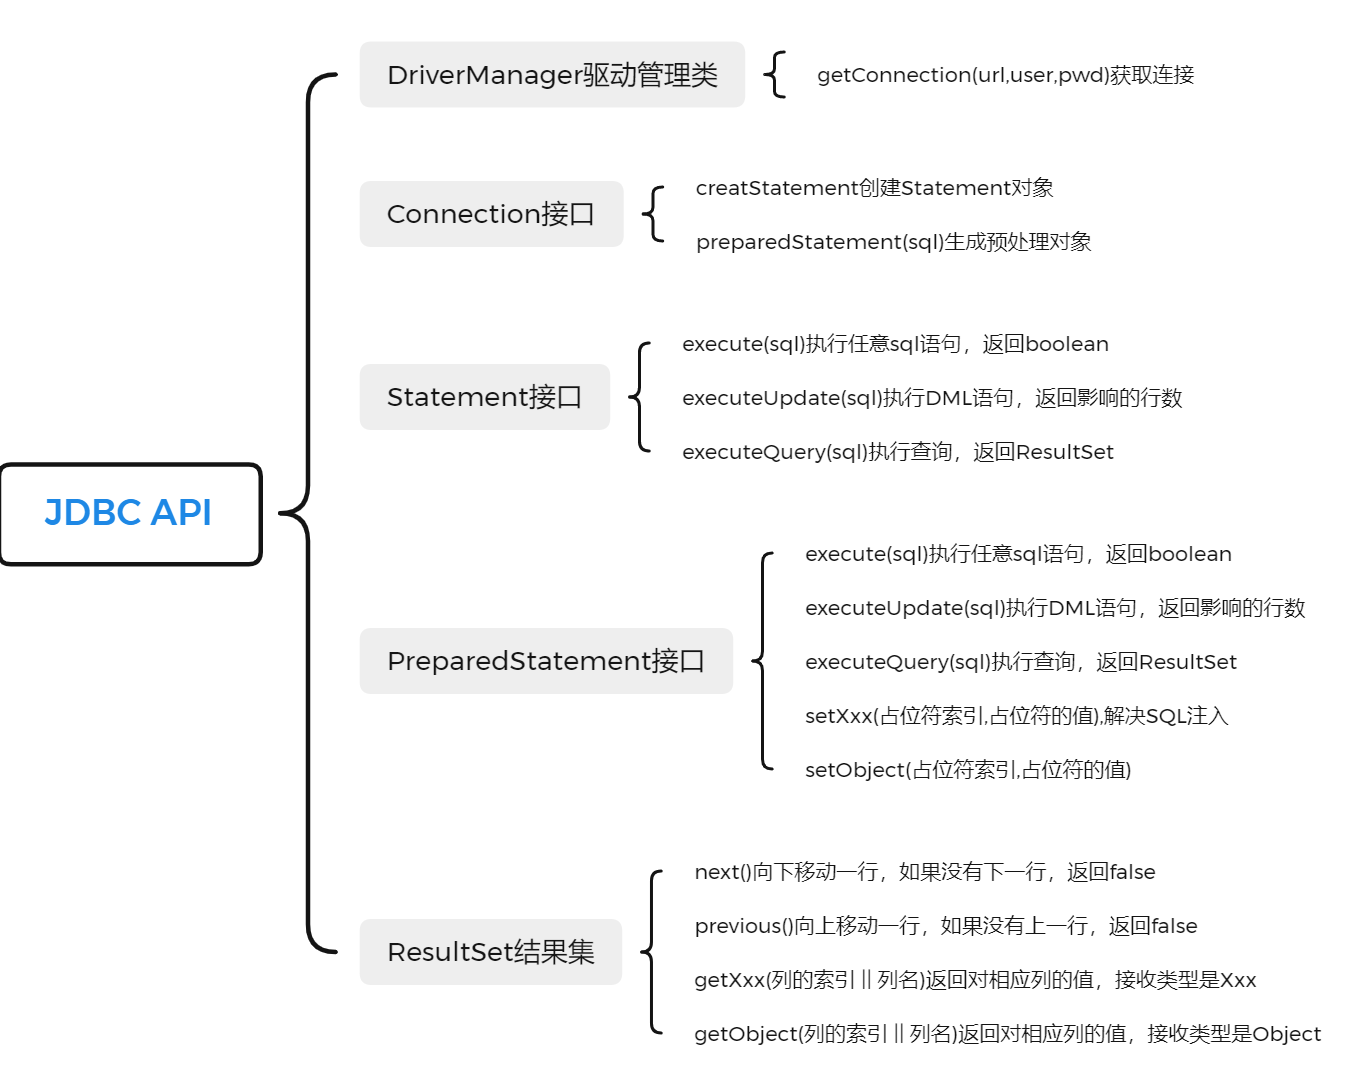 DriverManager驱动管理类
getConnection(url,user,pwd)获取连接
Connection接口
creatStatement创建Statement对象
preparedStatement(sql)生成预处理对象
Statement接口
execute(sql)执行任意sql语句，返回boolean
executeUpdate(sql)执行DML语句，返回影响的行数
executeQuery(sql)执行查询，返回ResultSet
JDBC API
PreparedStatement接口
execute(sql)执行任意sql语句，返回boolean
executeUpdate(sql)执行DML语句，返回影响的行数
executeQuery(sql)执行查询，返回ResultSet
setXxx(占位符索引,占位符的值),解决SQL注入
setObject(占位符索引,占位符的值)
ResultSet结果集
next()向下移动一行，如果没有下一行，返回false
previous()向上移动一行，如果没有上一行，返回false
getXxx(列的索引 || 列名)返回对相应列的值，接收类型是Xxx
getObject(列的索引 || 列名)返回对相应列的值，接收类型是Object